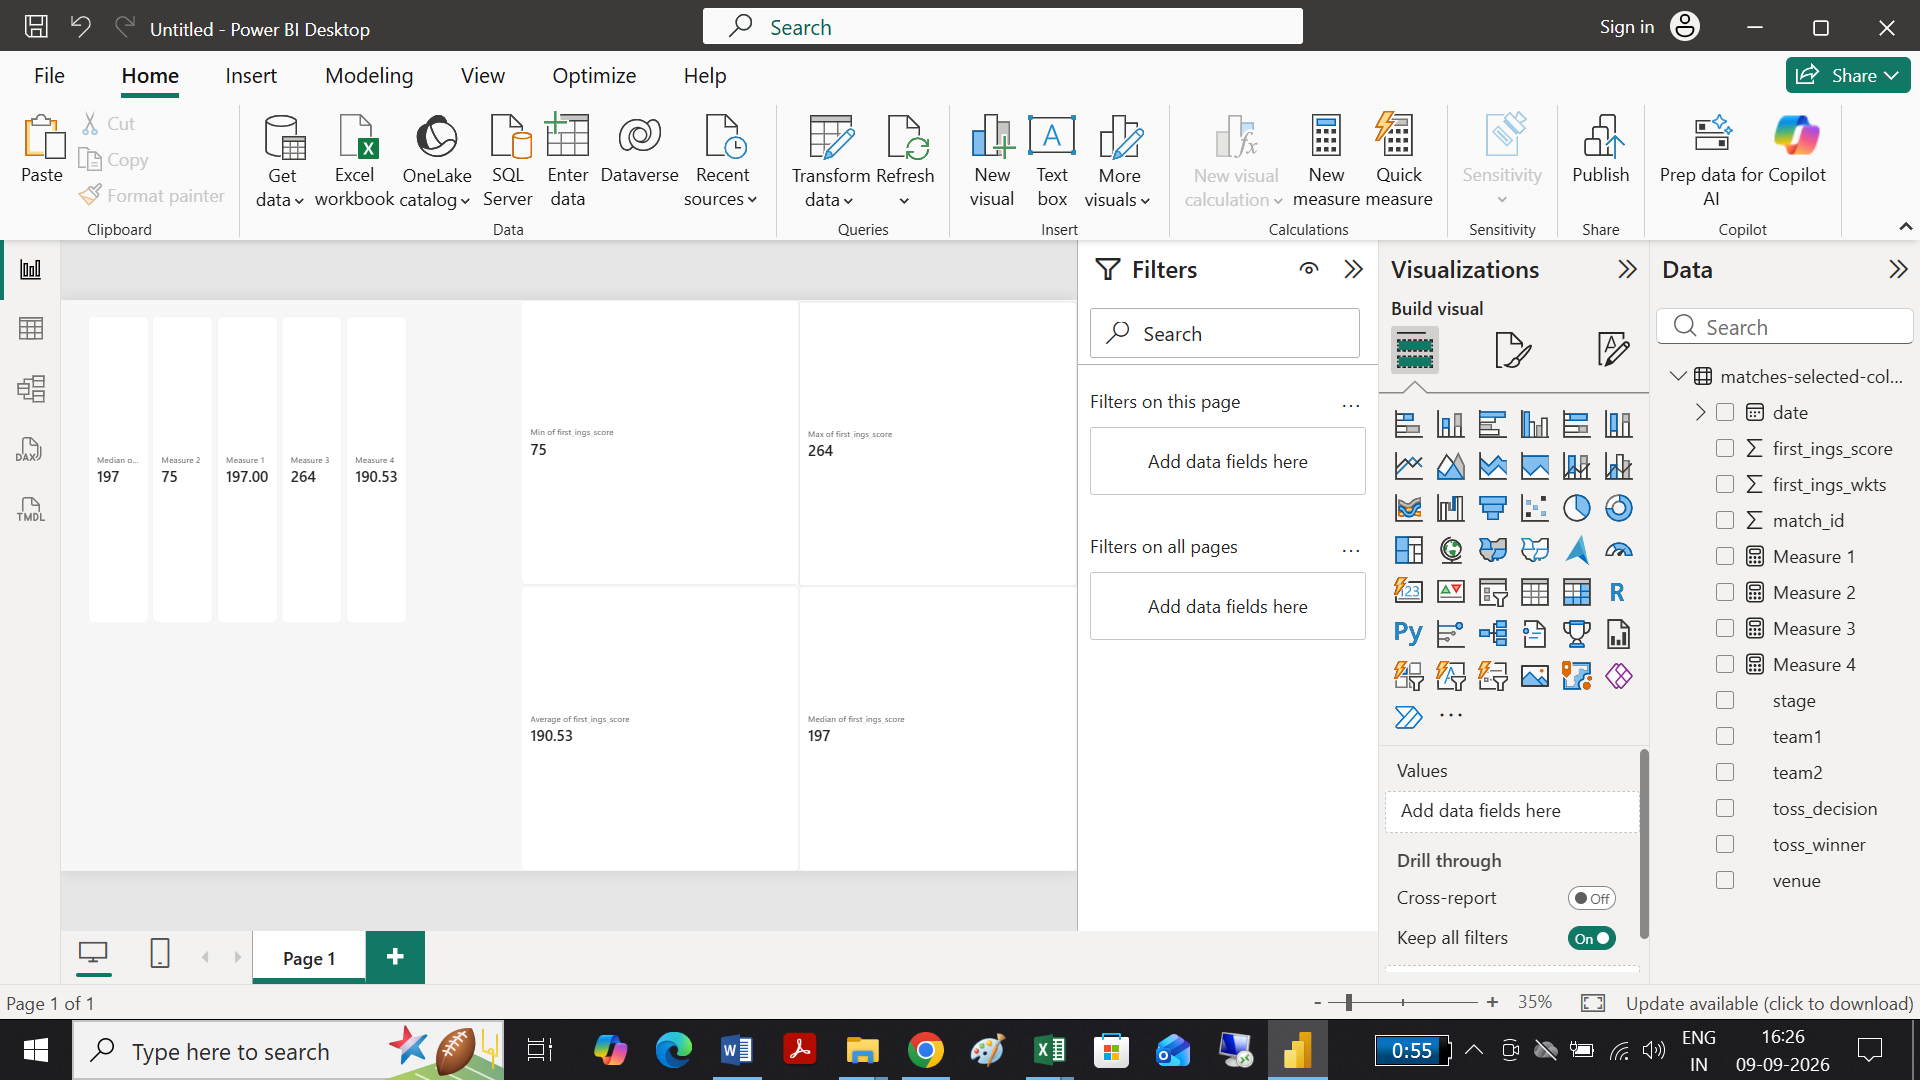 Untitled - Power BI Desktop
Search
Sign in
File
Home
Insert
Modeling
View
Optimize
Help
Share
Paste
Cut
Copy
Format painter
Clipboard
Get data
Excel workbook
OneLake catalog
SQL Server
Enter data
Dataverse
Recent sources
Data
Transform data
Refresh
Queries
New visual
Text box
More visuals
Insert
New visual calculation
New measure
Quick measure
Calculations
Sensitivity
Sensitivity
Publish
Share
Prep data for AI
Copilot
Copilot
DAX
TMDL
Median o...
197
Measure 2
75
Measure 1
197.00
Measure 3
264
Measure 4
190.53
Min of first_ings_score
75
Max of first_ings_score
264
Average of first_ings_score
190.53
Median of first_ings_score
197
Filters
Search
Filters on this page
...
Add data fields here
Filters on all pages
...
Add data fields here
Visualizations
Build visual
123
R
Py
...
Values
Add data fields here
Drill through
Cross-report
Off
Keep all filters
On
Data
Search
matches-selected-col...
date
first_ings_score
first_ings_wkts
match_id
Measure 1
Measure 2
Measure 3
Measure 4
stage
team1
team2
toss_decision
toss_winner
venue
Page 1
Page 1 of 1
35%
Update available (click to download)
Type here to search
0:55
ENG
IN
16:26
09-09-2026